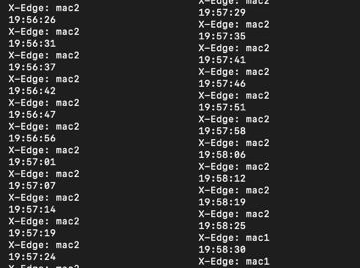 X-Edge: mac2
19:56:26
X-Edge: mac2
19:56:31
X-Edge: mac2
19:56:37
X-Edge: mac2
19:56:42
X-Edge: mac2
19:56:47
X-Edge: mac2
19:56:56
X-Edge: mac2
19:57:01
X-Edge: mac2
19:57:07
X-Edge: mac2
19:57:14
X-Edge: mac2
19:57:19
X-Edge: mac2
19:57:24
X-Edge: mac2
19:57:29
X-Edge: mac2
19:57:35
X-Edge: mac2
19:57:41
X-Edge: mac2
19:57:46
X-Edge: mac2
19:57:51
X-Edge: mac2
19:57:58
X-Edge: mac2
19:58:06
X-Edge: mac2
19:58:12
X-Edge: mac2
19:58:19
X-Edge: mac2
19:58:25
X-Edge: mac1
19:58:30
X-Edge: mac1